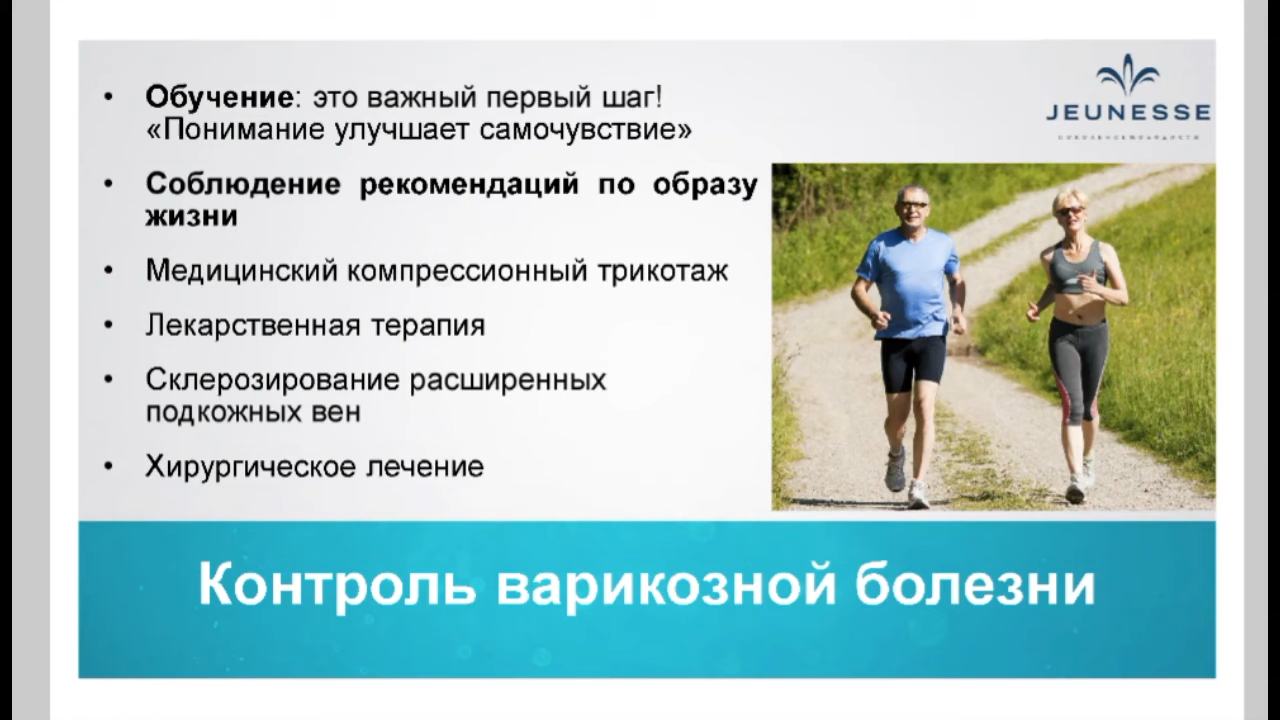 • Обучение: это важный первый шаг!
«Понимание улучшает самочувствие»
• Соблюдение рекомендаций по образу
жизни
• Медицинский компрессионный трикотаж
• Лекарственная терапия
• Склерозирование расширенных
подкожных вен
• Хирургическое лечение
JEUNESSE
Контроль варикозной болезни